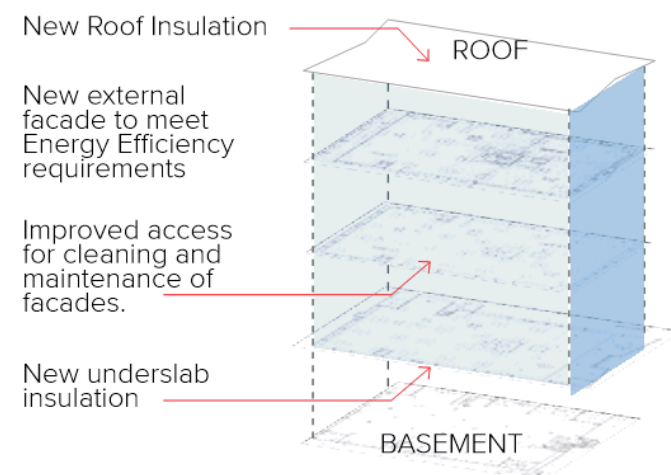 New Roof Insulation
ROOF
New external
facade to meet
Energy Efficiency
requirements
Improved access
for cleaning and
maintenance of
facades.
New underslab
insulation
BASEMENT